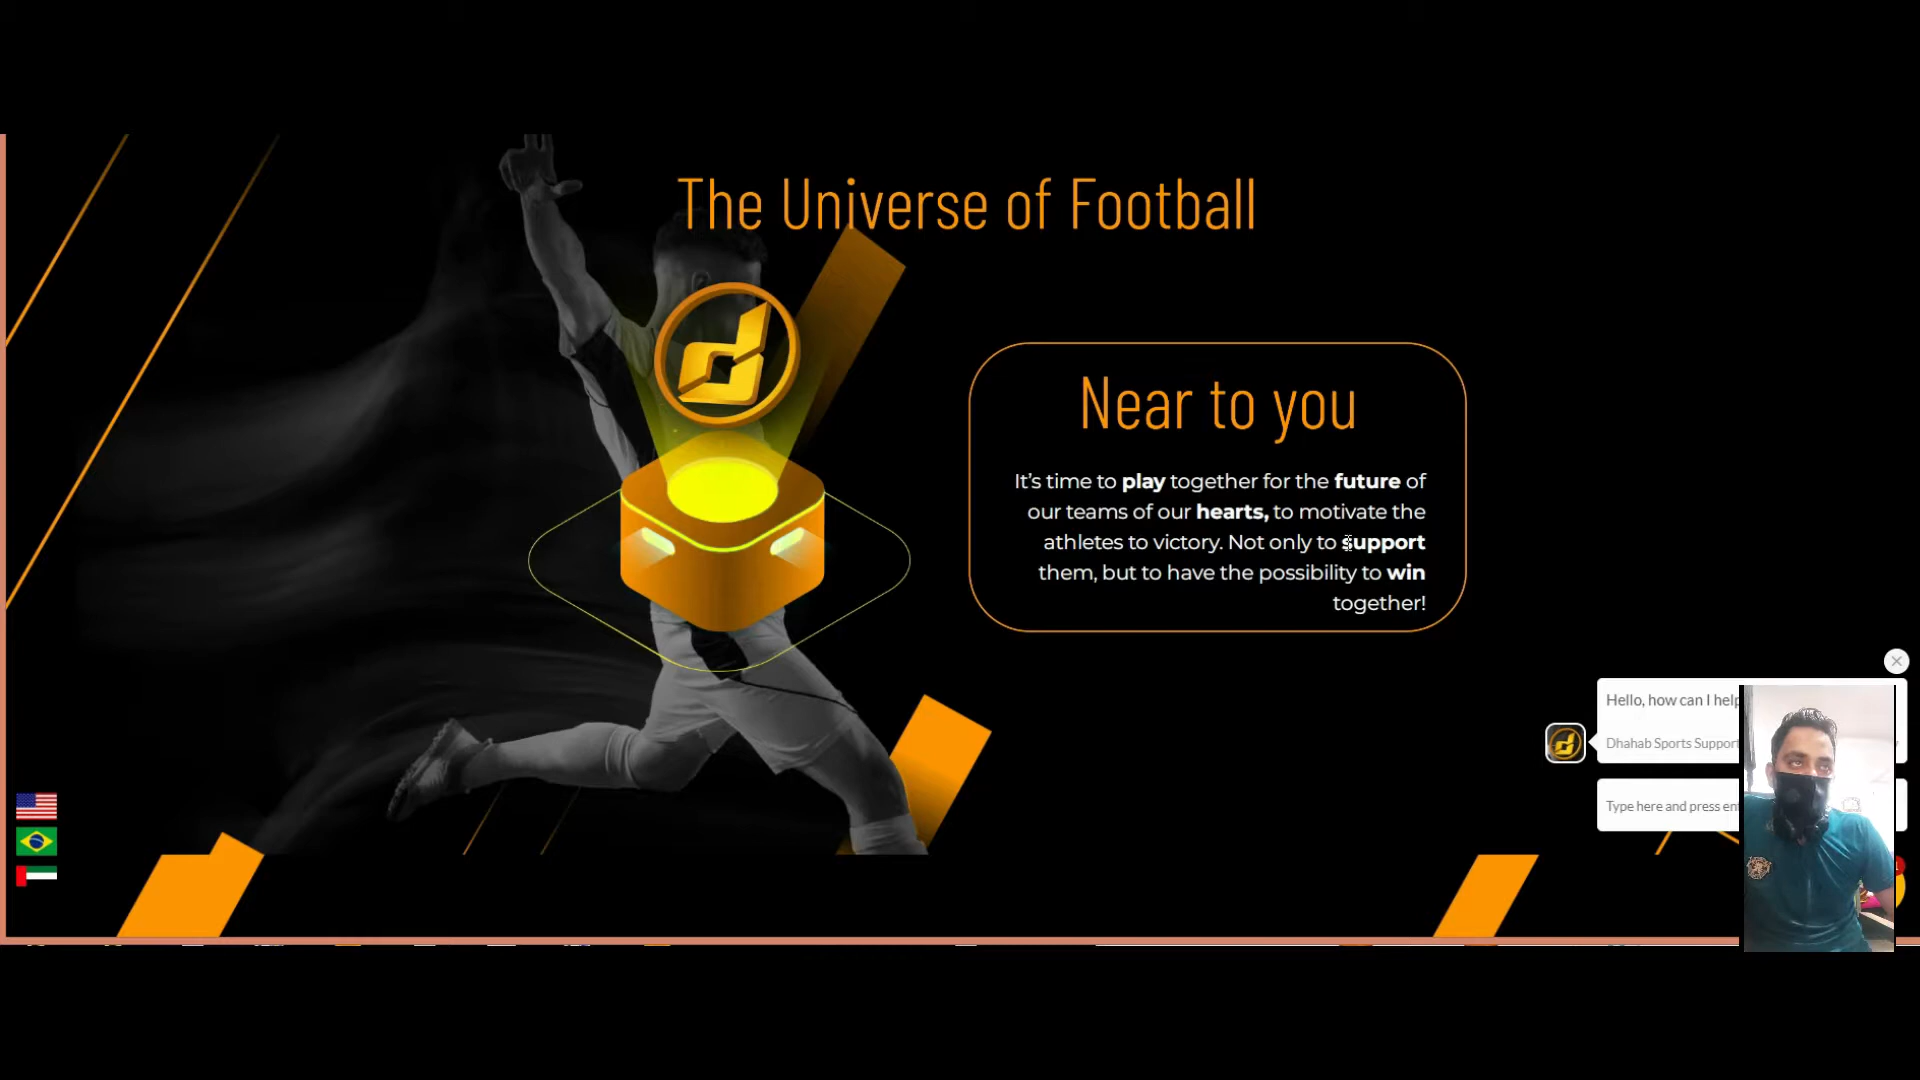 The Universe of Football
Near to you
It's time to play together for the future of
our teams of our hearts, to motivate the
athletes to victory. Not only to support
them, but to have the possibility to win
together!
Hello, how can I help
Dhahab Sports Support
Type here and press
1